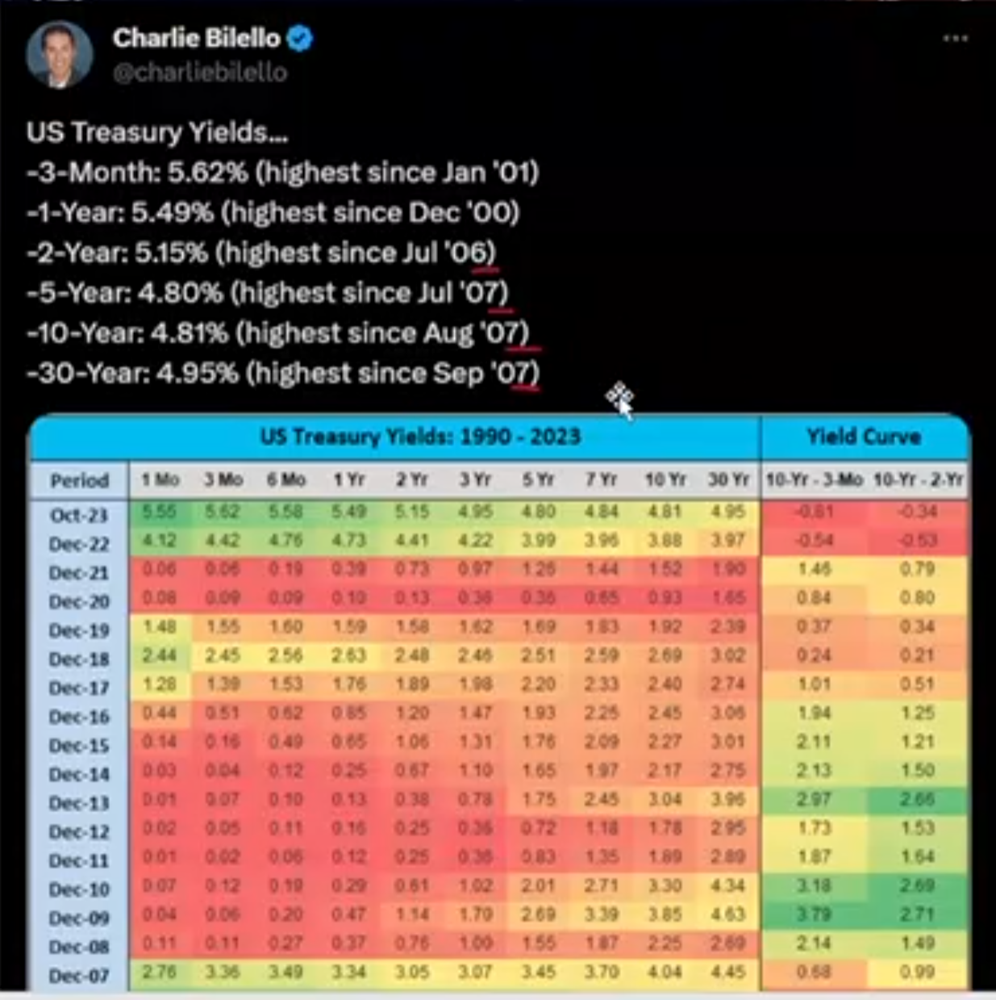 Charlie Bilello
@charliebilello
US Treasury Yields...
-3-Month: 5.62% (highest since Jan '01)
-1-Year: 5.49% (highest since Dec '00)
-2-Year: 5.15% (highest since Jul '06)
-5-Year: 4.80% (highest since Jul '07)
-10-Year: 4.81% (highest since Aug '07)
-30-Year: 4.95% (highest since Sep '07)
US Treasury Yields: 1990 - 2023 Yield Curve
Period 1 Mo 3 Mo 6 Mo 1 Yr 2 Yr 3 Yr 5 Yr 7 Yr 10 Yr 30 Yr 10-Yr - 3-Mo 10-Yr - 2-Yr
Oct-23 5.55 5.62 5.58 5.49 5.15 4.95 4.80 4.84 4.81 4.95 -0.81 -0.34
Dec-22 4.12 4.42 4.76 4.73 4.41 4.22 3.99 3.96 3.88 3.97 -0.54 -0.53
Dec-21 0.06 0.06 0.19 0.39 0.73 0.97 1.26 1.44 1.52 1.90 1.46 0.79
Dec-20 0.08 0.09 0.09 0.10 0.13 0.36 0.65 0.93 1.65 0.84 0.80
Dec-19 1.48 1.55 1.60 1.59 1.58 1.62 1.69 1.83 1.92 2.39 0.37 0.34
Dec-18 2.44 2.45 2.56 2.63 2.48 2.46 2.51 2.59 2.69 3.02 0.24 0.21
Dec-17 1.28 1.39 1.53 1.76 1.89 1.98 2.20 2.33 2.40 2.74 1.01 0.51
Dec-16 0.44 0.51 0.62 0.85 1.20 1.47 1.93 2.25 2.45 3.06 1.94 1.25
Dec-15 0.14 0.16 0.49 0.65 1.06 1.31 1.76 2.09 2.27 3.01 2.11 1.21
Dec-14 0.03 0.04 0.12 0.25 0.67 1.10 1.65 1.97 2.17 2.75 2.13 1.50
Dec-13 0.01 0.07 0.10 0.13 0.38 0.78 1.75 2.45 3.04 3.96 2.97 2.66
Dec-12 0.02 0.05 0.11 0.16 0.25 0.36 0.72 1.18 1.78 2.95 1.73 1.53
Dec-11 0.01 0.02 0.06 0.12 0.25 0.36 0.83 1.35 1.89 2.89 1.87 1.64
Dec-10 0.07 0.12 0.19 0.29 0.61 1.02 2.01 2.71 3.30 4.34 3.18 2.69
Dec-09 0.04 0.06 0.20 0.47 1.14 1.70 2.69 3.39 3.85 4.63 3.79 2.71
Dec-08 0.11 0.11 0.27 0.37 0.76 1.00 1.55 1.87 2.25 2.69 2.14 1.49
Dec-07 2.76 3.36 3.49 3.34 3.05 3.07 3.45 3.70 4.04 4.45 0.68 0.99